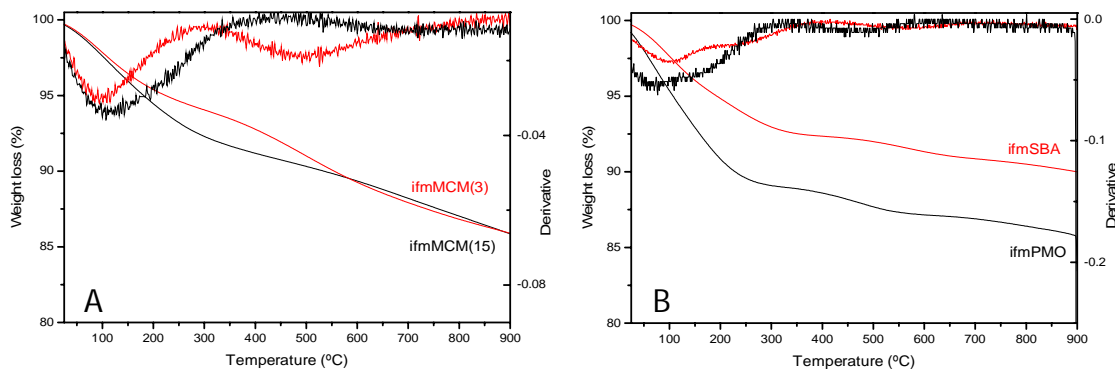 100
95
90
85
80
Weight loss (%)
-0.04
-0.08
Derivative
ifmMCM(3)
ifmMCM(15)
A
100 200 300 400 500 600 700 800 900
Temperature (ºC)
100
95
90
85
80
Weight loss (%)
0.0
-0.1
-0.2
Derivative
ifmSBA
ifmPMO
B
100 200 300 400 500 600 700 800 900
Temperature (ºC)